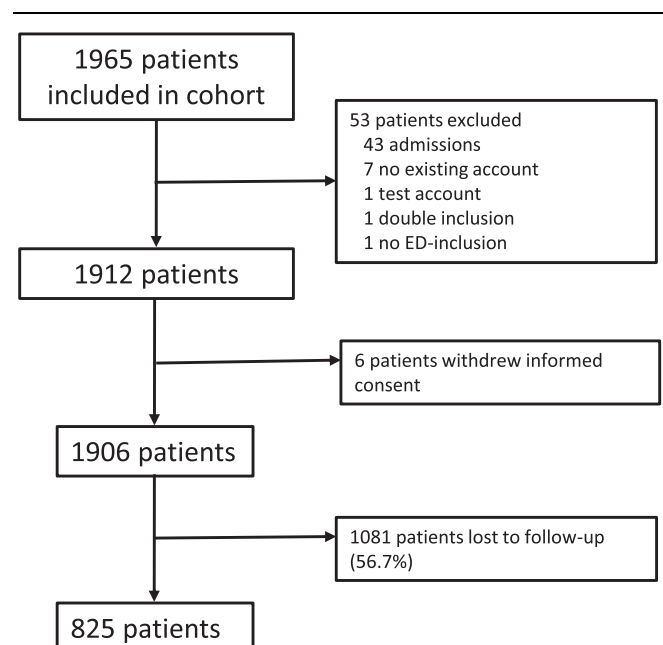 1965 patients
included in cohort
53 patients excluded
43 admissions
7 no existing account
1 test account
1 double inclusion
1 no ED-inclusion
1912 patients
6 patients withdrew informed
consent
1906 patients
1081 patients lost to follow-up
(56.7%)
825 patients